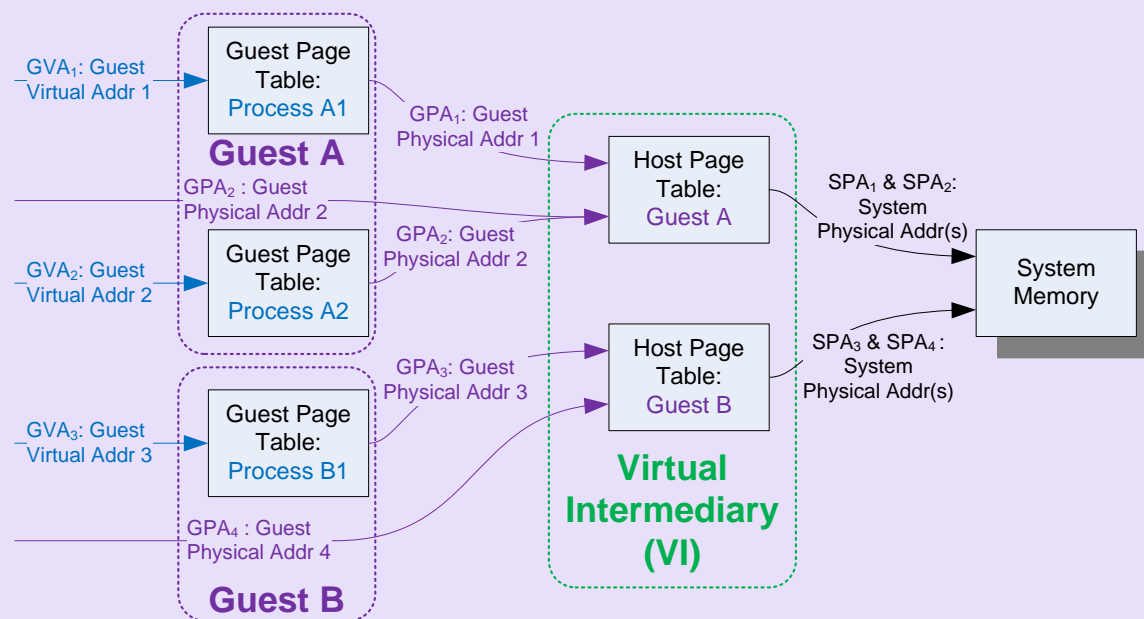 GVA₁: Guest
Virtual Addr 1
Guest Page
Table:
Process A1
Guest A
GPA₁: Guest
Physical Addr 1
GPA₂ : Guest
Physical Addr 2
GVA₂: Guest
Virtual Addr 2
Guest Page
Table:
Process A2
GPA₂: Guest
Physical Addr 2
Host Page
Table:
Guest A
SPA₁ & SPA₂:
System
Physical Addr(s)
System
Memory
GVA₃: Guest
Virtual Addr 3
Guest Page
Table:
Process B1
GPA₃: Guest
Physical Addr 3
GPA₄ : Guest
Physical Addr 4
Guest B
Host Page
Table:
Guest B
SPA₃ & SPA₄ :
System
Physical Addr(s)
Virtual
Intermediary
(VI)